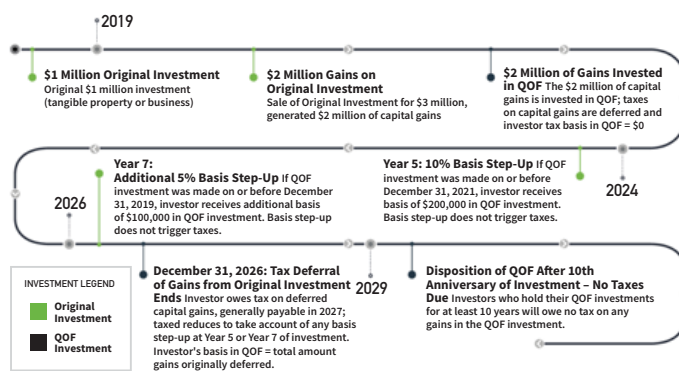 2019
$1 Million Original Investment
Original $1 million investment
(tangible property or business)
$2 Million Gains on
Original Investment
Sale of Original Investment for $3 million,
generated $2 million of capital gains
$2 Million of Gains Invested
in QOF The $2 million of capital
gains is invested in QOF; taxes
on capital gains are deferred and
investor tax basis in QOF = $0
2024
Year 5: 10% Basis Step-Up If QOF
investment was made on or before
December 31, 2021, investor receives
basis of $200,000 in QOF investment.
Basis step-up does not trigger taxes.
Year 7:
Additional 5% Basis Step-Up If QOF
investment was made on or before December
31, 2019, investor receives additional basis
of $100,000 in QOF investment. Basis step-up
does not trigger taxes.
2026
December 31, 2026: Tax Deferral
of Gains from Original Investment
Ends Investor owes tax on deferred
capital gains, generally payable in 2027;
taxed reduces to take account of any basis
step-up at Year 5 or Year 7 of investment.
Investor's basis in QOF = total amount
gains originally deferred.
2029
Disposition of QOF After 10th
Anniversary of Investment – No Taxes
Due Investors who hold their QOF investments
for at least 10 years will owe no tax on any
gains in the QOF investment.
INVESTMENT LEGEND
Original
Investment
QOF
Investment